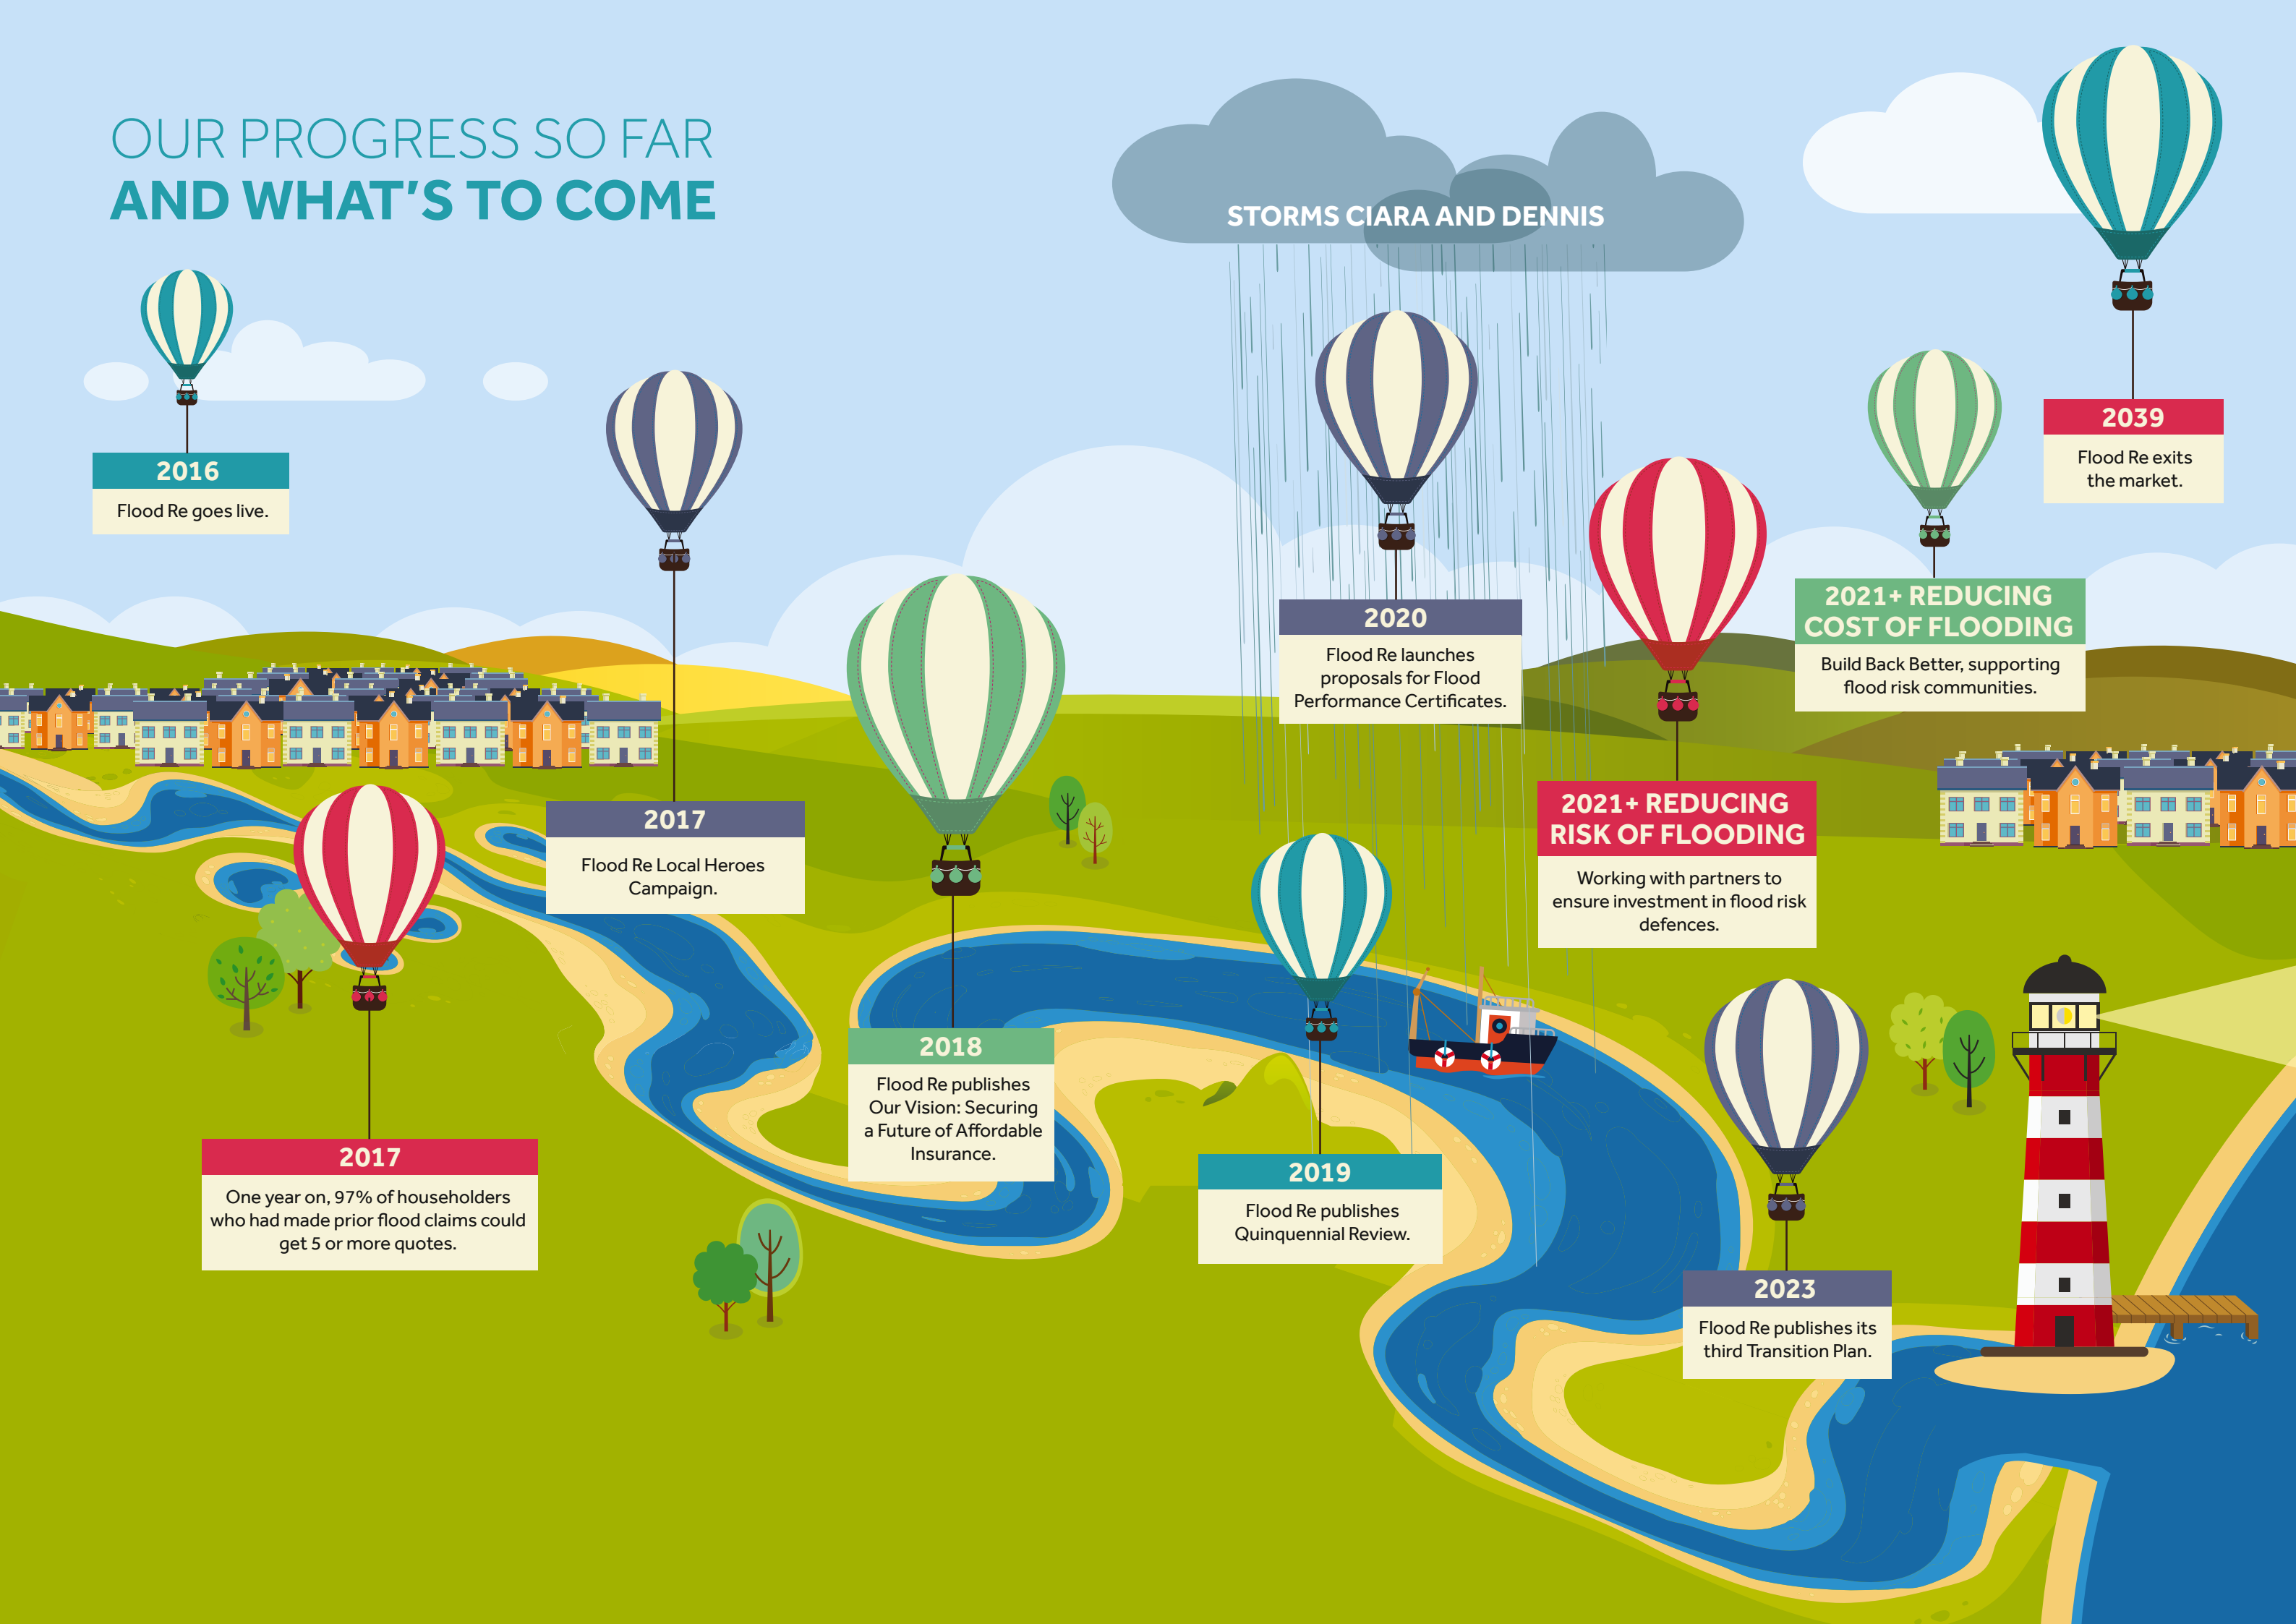 OUR PROGRESS SO FAR
AND WHAT'S TO COME
2016
Flood Re goes live.
2017
One year on, 97% of householders
who had made prior flood claims could
get 5 or more quotes.
2017
Flood Re Local Heroes
Campaign.
2018
Flood Re publishes
Our Vision: Securing
a Future of Affordable
Insurance.
2019
Flood Re publishes
Quinquennial Review.
STORMS CIARA AND DENNIS
2020
Flood Re launches
proposals for Flood
Performance Certificates.
2021+ REDUCING
RISK OF FLOODING
Working with partners to
ensure investment in flood risk
defences.
2021+ REDUCING
COST OF FLOODING
Build Back Better, supporting
flood risk communities.
2023
Flood Re publishes its
third Transition Plan.
2039
Flood Re exits
the market.